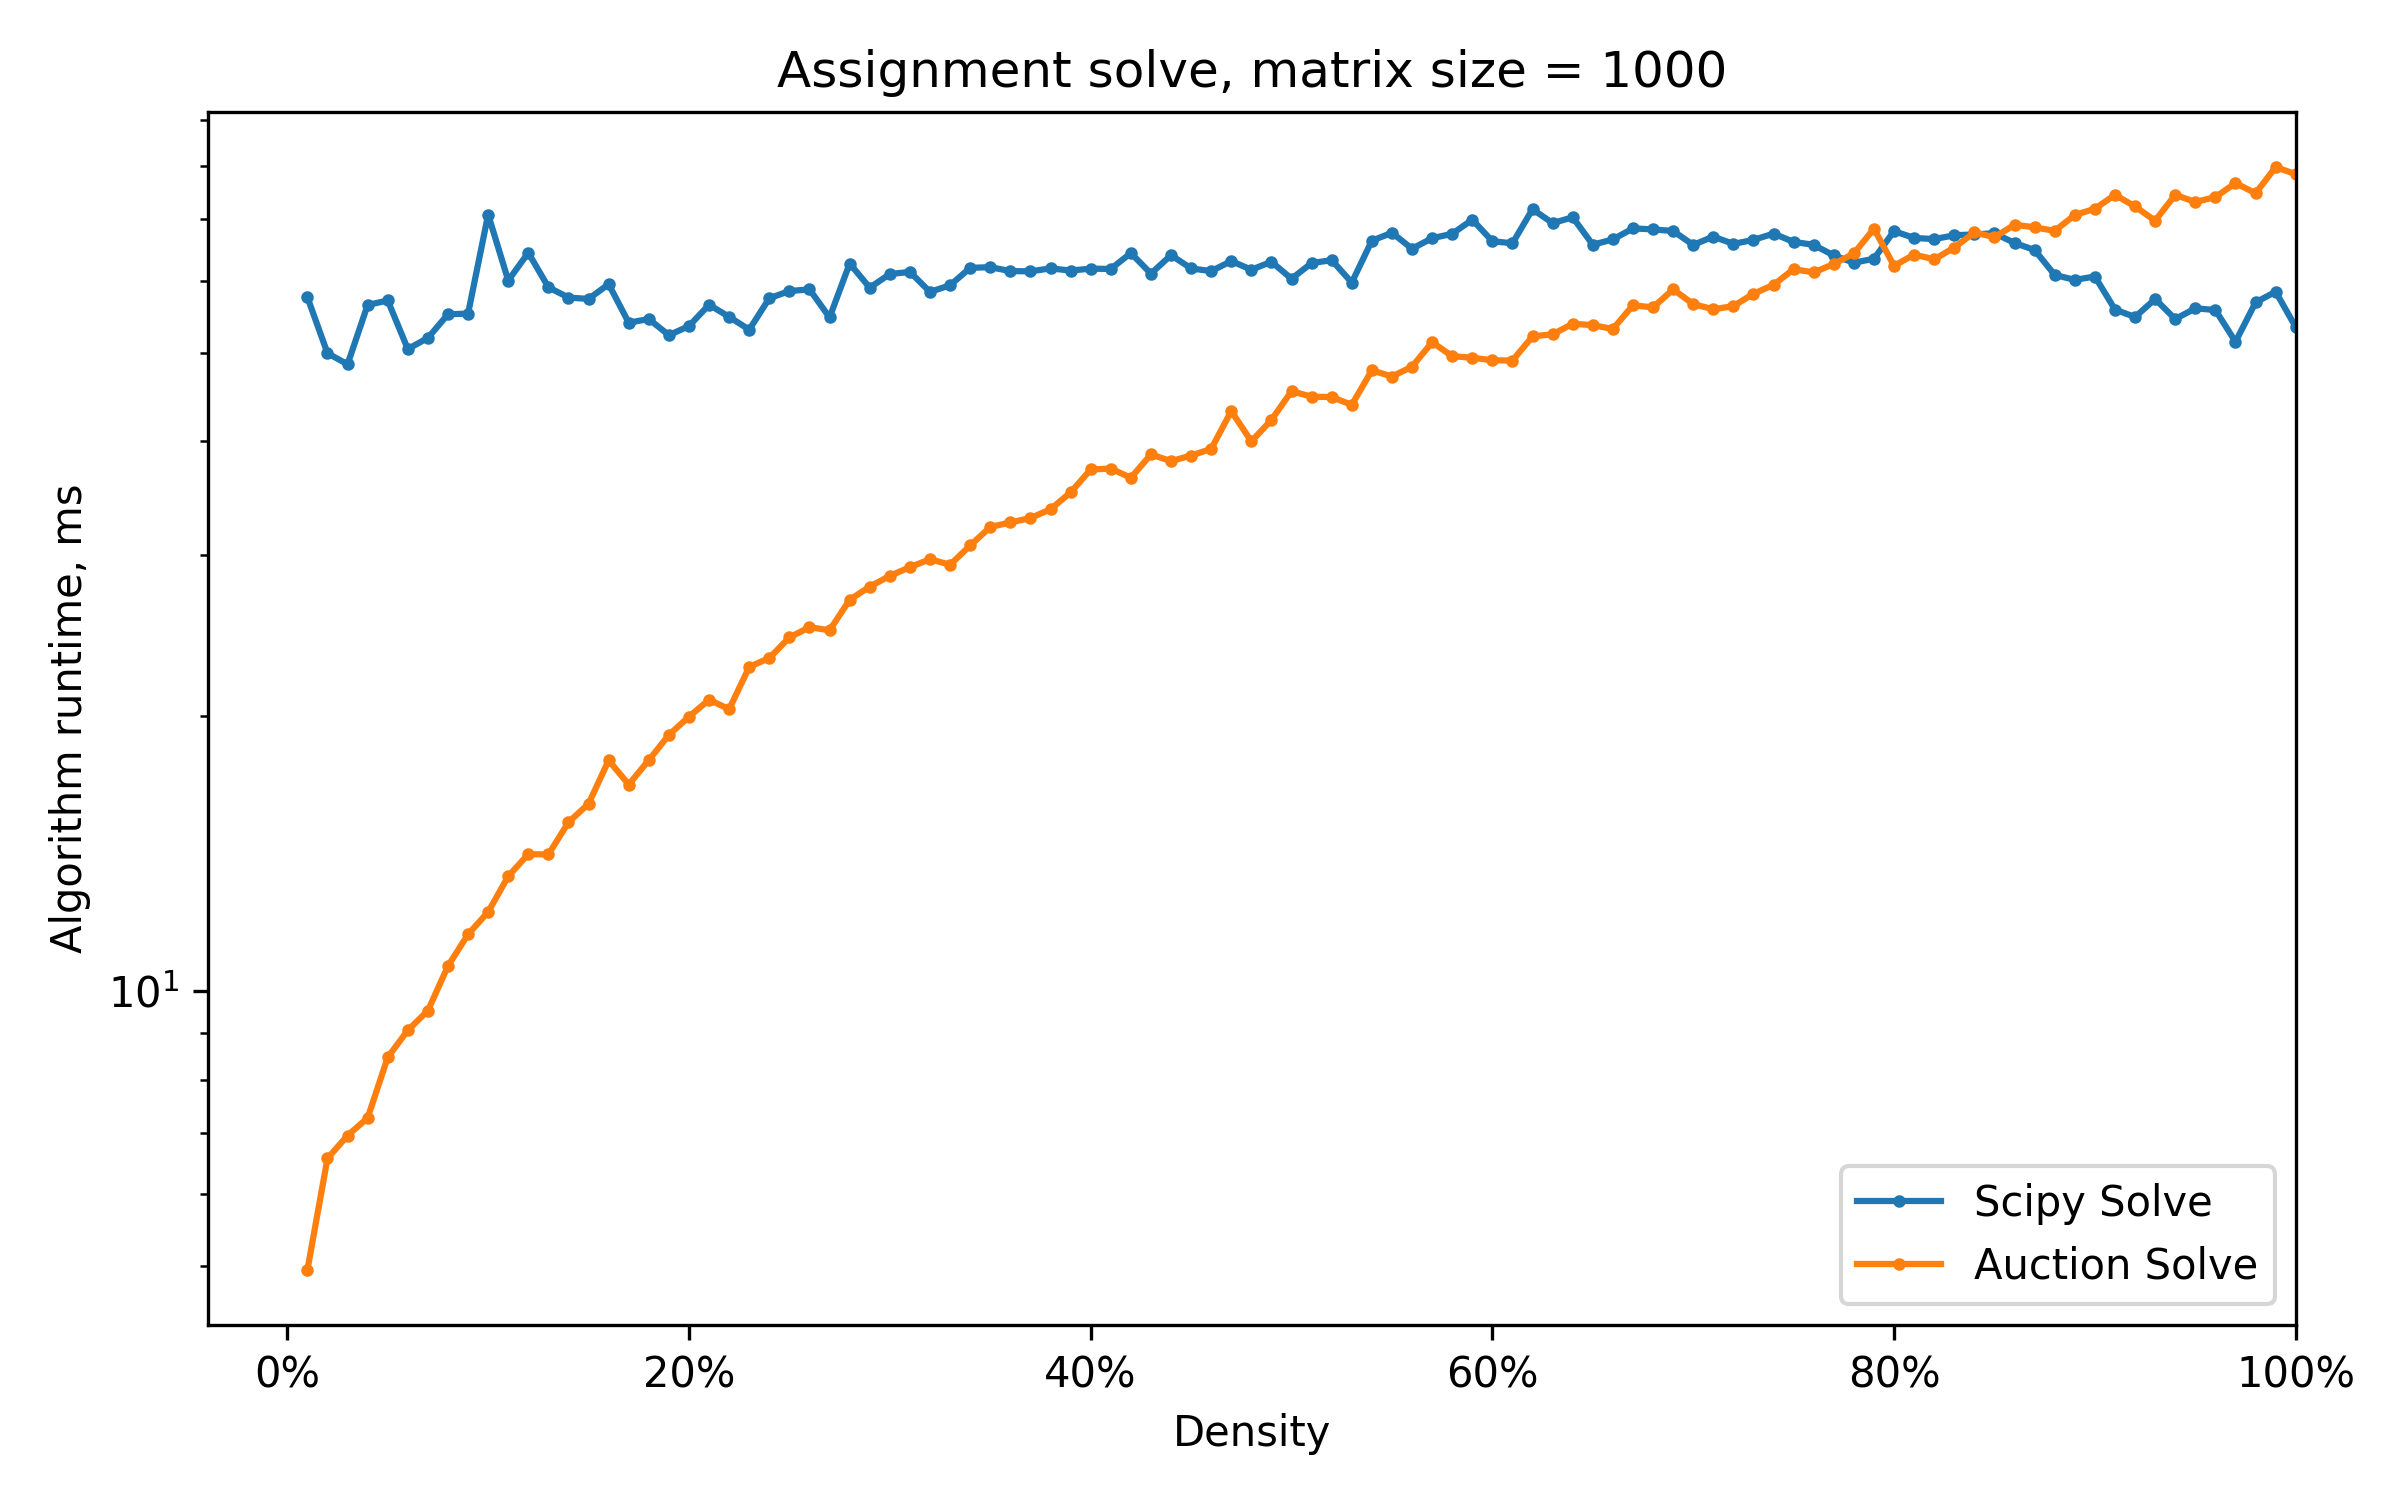 Assignment solve, matrix size = 1000
Algorithm runtime, ms
10¹
Scipy Solve
Auction Solve
0% 20% 40% 60% 80% 100%
Density